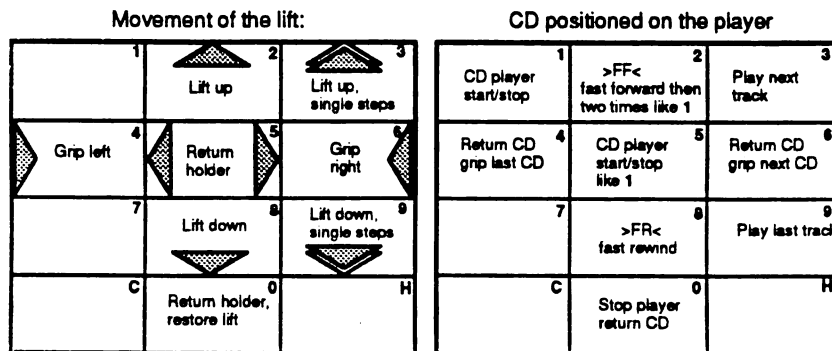 Movement of the lift:
1
2
Lift up
3
Lift up,
single steps
4
Grip left
5
Return
holder
6
Grip
right
7
8
Lift down
9
Lift down,
single steps
C
0
Return holder,
restore lift
H
CD positioned on the player
1
CD player
start/stop
2
>FF<
fast forward then
two times like 1
3
Play next
track
4
Return CD
grip last CD
5
CD player
start/stop
like 1
6
Return CD
grip next CD
7
8
>FR<
fast rewind
9
Play last track
C
0
Stop player
return CD
H